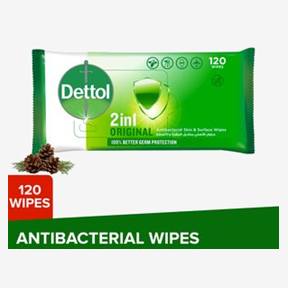 120
WIPES
Dettol
2in1
ORIGINAL
Antibacterial Skin & Surface Wipes
100% BETTER GERM PROTECTION
120
WIPES
ANTIBACTERIAL WIPES